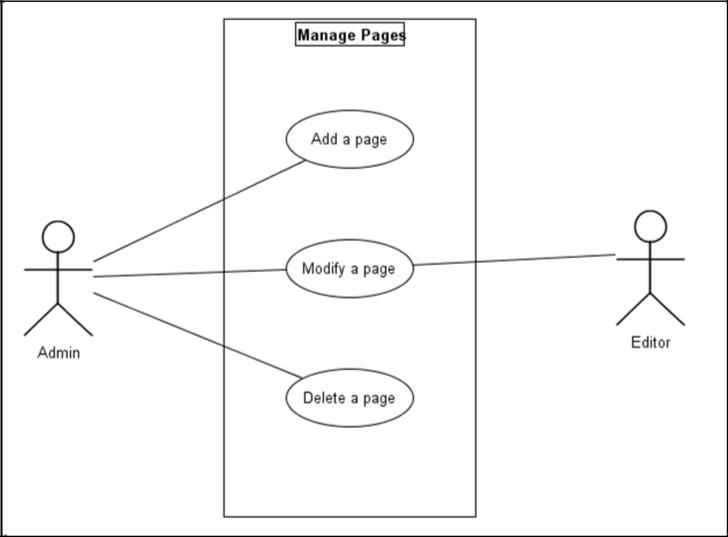 Manage Pages
Add a page
Modify a page
Delete a page
Admin
Editor